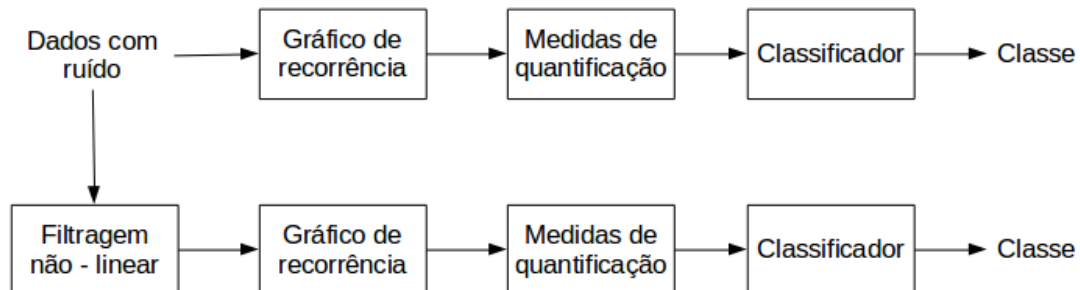 Dados com
ruído
Gráfico de
recorrência
Medidas de
quantificação
Classificador
Classe
Filtragem
não - linear
Gráfico de
recorrência
Medidas de
quantificação
Classificador
Classe